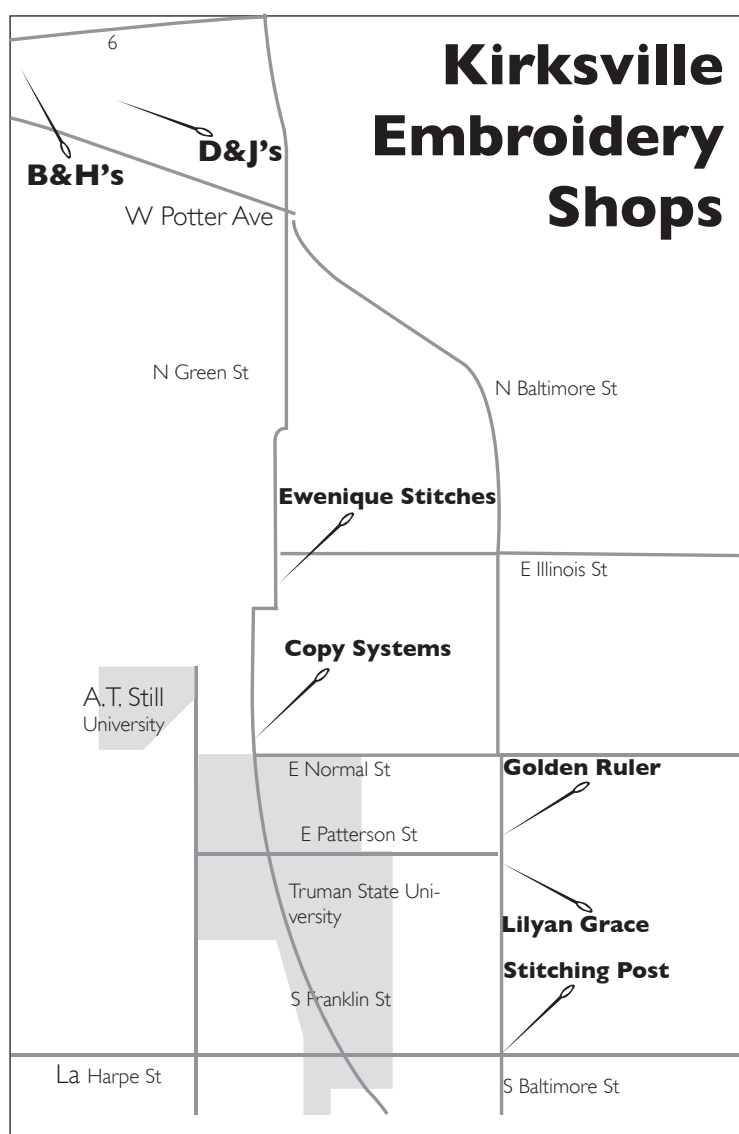 Kirksville
Embroidery
Shops
6
D&J's
B&H's
W Potter Ave
N Green St
N Baltimore St
Ewenique Stitches
E Illinois St
Copy Systems
A.T. Still
University
E Normal St
Golden Ruler
E Patterson St
Truman State Uni-
versity
Lilyan Grace
Stitching Post
S Franklin St
La Harpe St
S Baltimore St